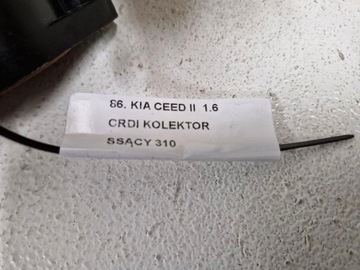 86. KIA CEED II 1.6
CRDI KOLEKTOR
SSĄCY 310